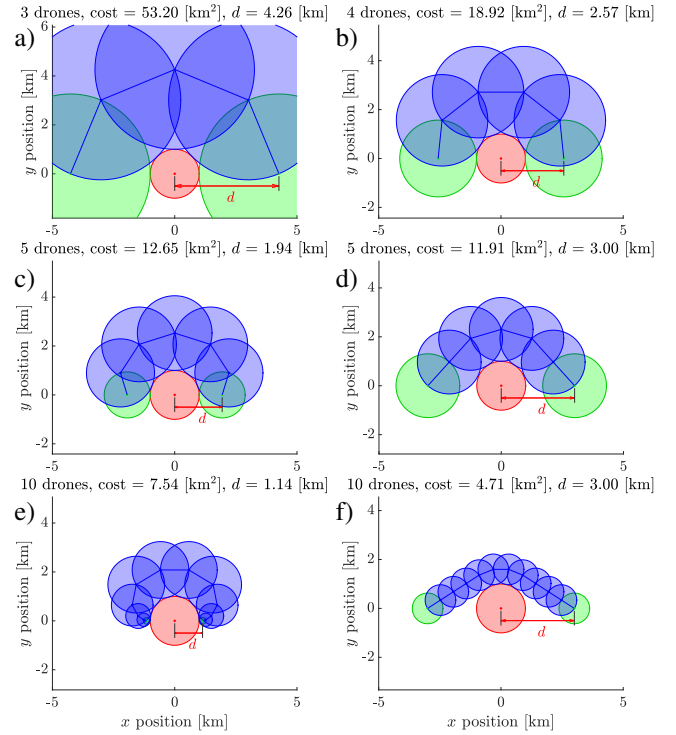 3 drones, cost = 53.20 [km²], d = 4.26 [km]
4 drones, cost = 18.92 [km²], d = 2.57 [km]
a)
b)
6
4
2
0
y position [km]
d
-5
0
5
4
2
0
-2
y position [km]
d
-5
0
5
5 drones, cost = 12.65 [km²], d = 1.94 [km]
5 drones, cost = 11.91 [km²], d = 3.00 [km]
c)
d)
4
2
0
-2
y position [km]
d
-5
0
5
4
2
0
-2
y position [km]
d
-5
0
5
10 drones, cost = 7.54 [km²], d = 1.14 [km]
10 drones, cost = 4.71 [km²], d = 3.00 [km]
e)
f)
4
2
0
-2
y position [km]
d
-5
0
5
x position [km]
4
2
0
-2
y position [km]
d
-5
0
5
x position [km]